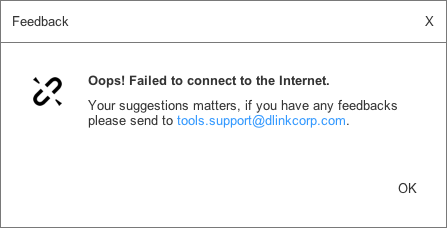 Feedback X
Oops! Failed to connect to the Internet.
Your suggestions matters, if you have any feedbacks
please send to tools.support@dlinkcorp.com.
OK